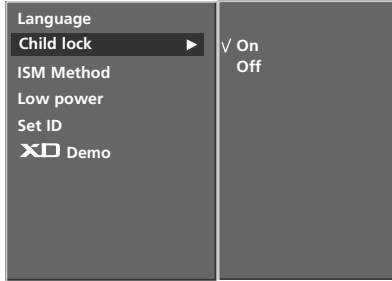 Language
Child lock ▶
ISM Method
Low power
Set ID
XD Demo
√ On
Off